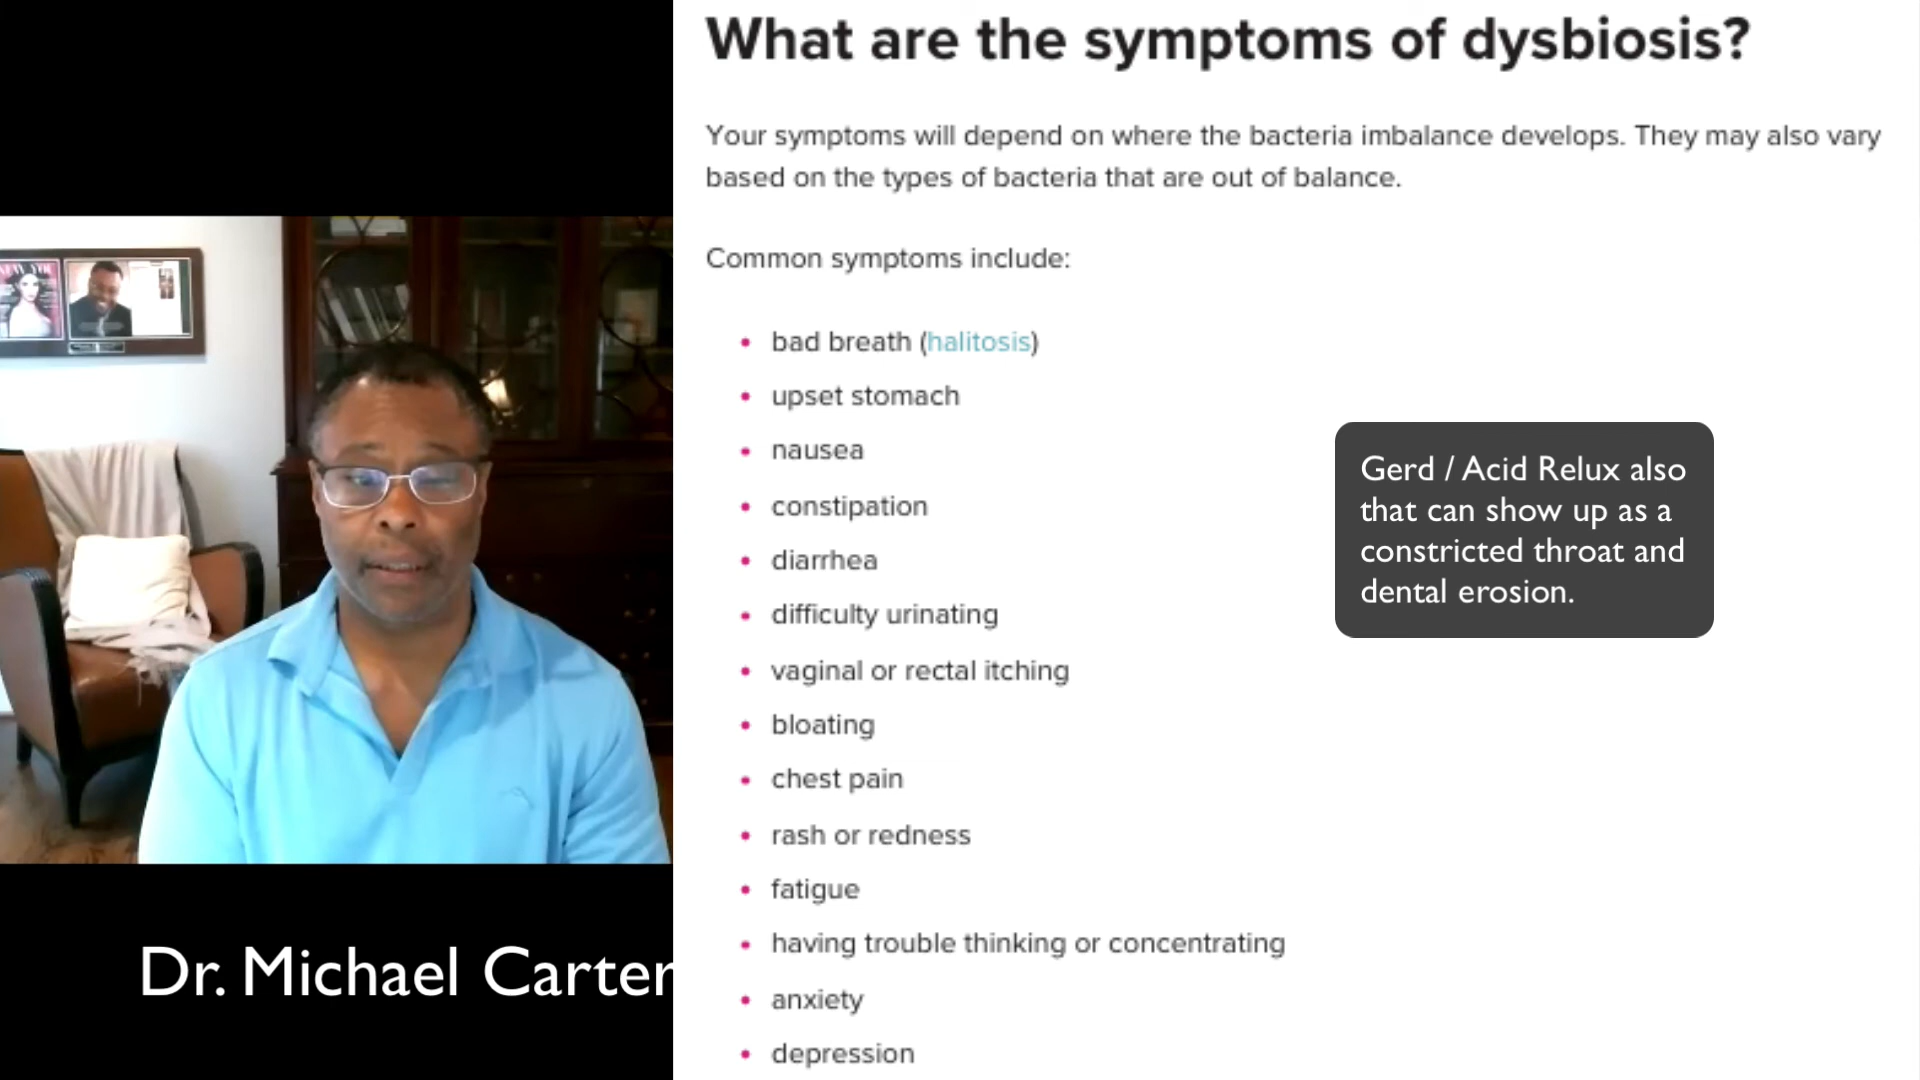 What are the symptoms of dysbiosis?
Your symptoms will depend on where the bacteria imbalance develops. They may also vary
based on the types of bacteria that are out of balance.
Common symptoms include:
bad breath (halitosis)
upset stomach
nausea
constipation
diarrhea
difficulty urinating
vaginal or rectal itching
bloating
chest pain
rash or redness
fatigue
having trouble thinking or concentrating
anxiety
depression
Gerd / Acid Relux also
that can show up as a
constricted throat and
dental erosion.
NEW YOU
Dr. Michael Carter